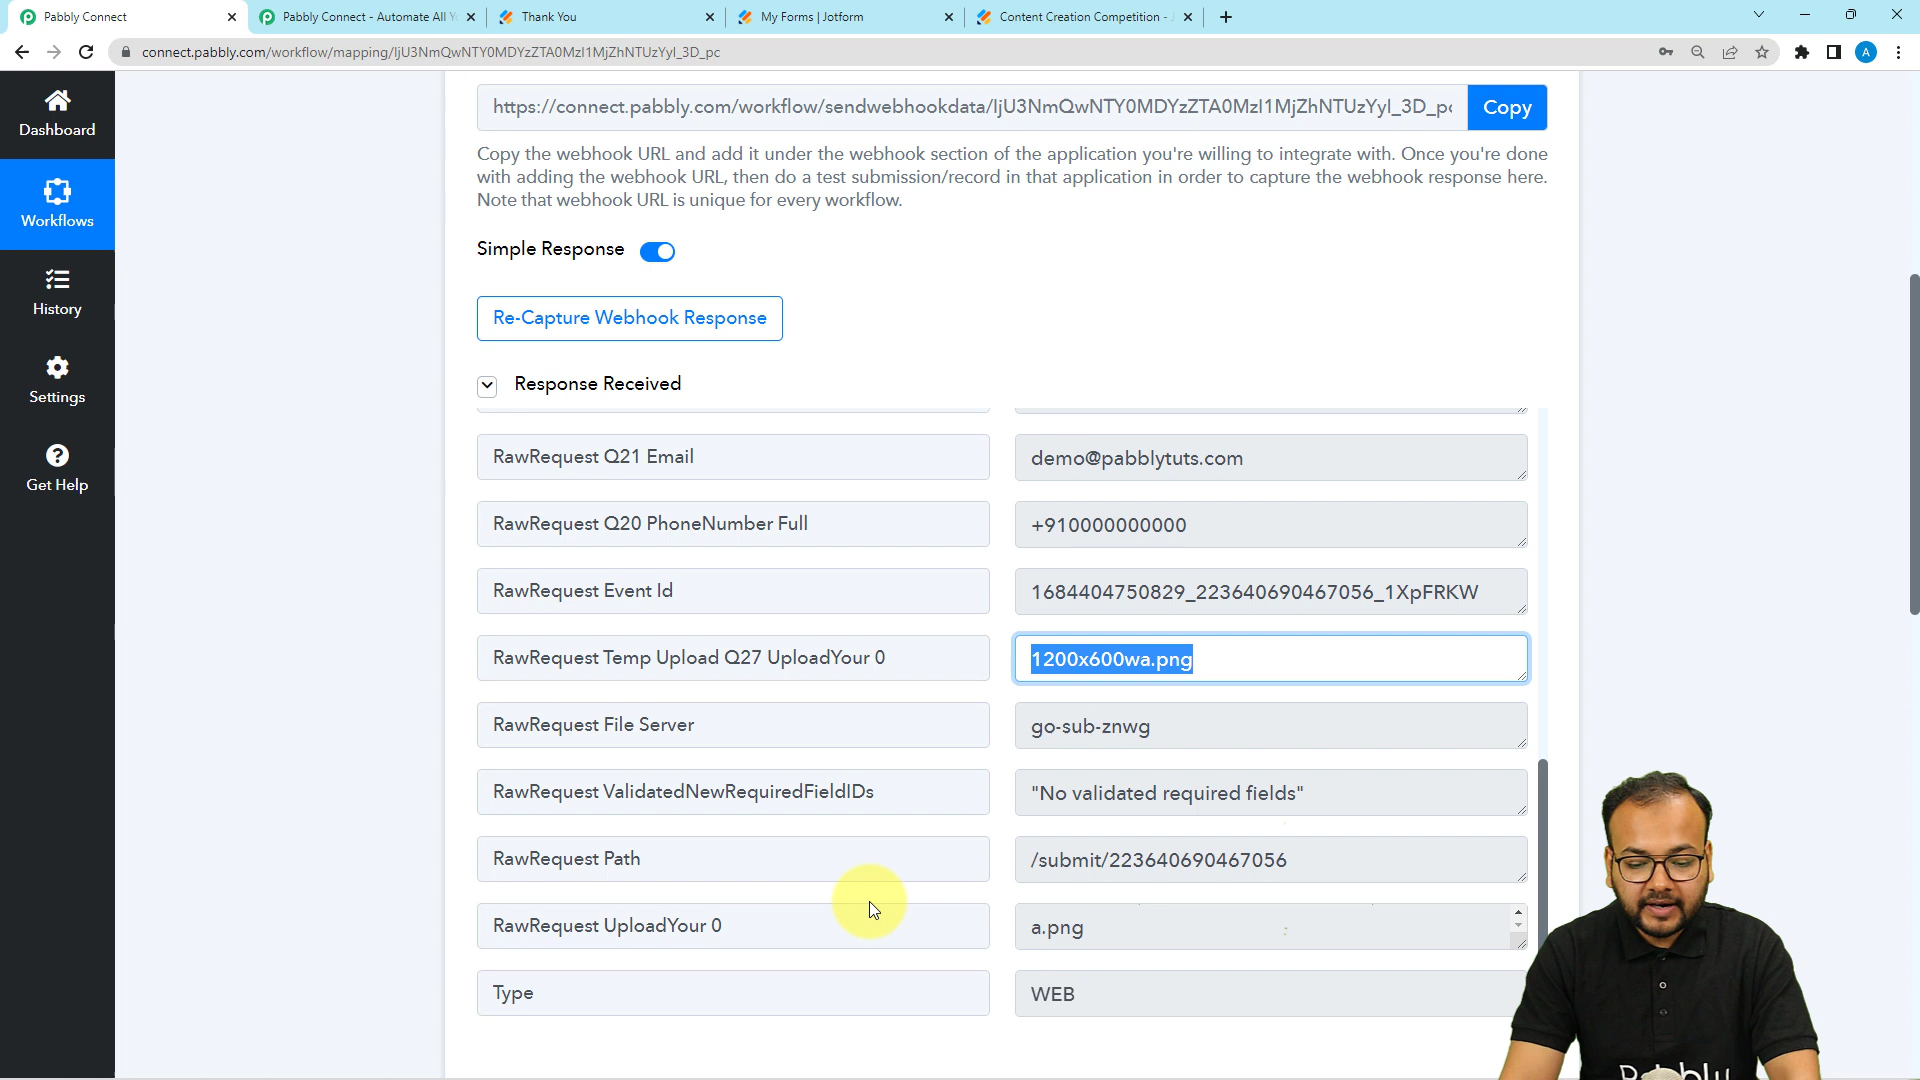 Pabbly Connect
Pabbly Connect - Automate All Y
Thank You
My Forms | Jotform
Content Creation Competition -
connect.pabbly.com/workflow/mapping/IjU3NmQwNTY0MDYzZTA0MzI1MjZhNTUzYyI_3D_pc
A
Dashboard
Workflows
History
Settings
Get Help
https://connect.pabbly.com/workflow/sendwebhookdata/IjU3NmQwNTY0MDYzZTA0MzI1MjZhNTUzYyI_3D_pc
Copy
Copy the webhook URL and add it under the webhook section of the application you're willing to integrate with. Once you're done
with adding the webhook URL, then do a test submission/record in that application in order to capture the webhook response here.
Note that webhook URL is unique for every workflow.
Simple Response
Re-Capture Webhook Response
Response Received
RawRequest Q21 Email
demo@pabblytuts.com
RawRequest Q20 PhoneNumber Full
+910000000000
RawRequest Event Id
1684404750829_223640690467056_1XpFRKW
RawRequest Temp Upload Q27 UploadYour 0
1200x600wa.png
RawRequest File Server
go-sub-znwg
RawRequest ValidatedNewRequiredFieldIDs
"No validated required fields"
RawRequest Path
/submit/223640690467056
RawRequest UploadYour 0
a.png
Type
WEB
Pabbly